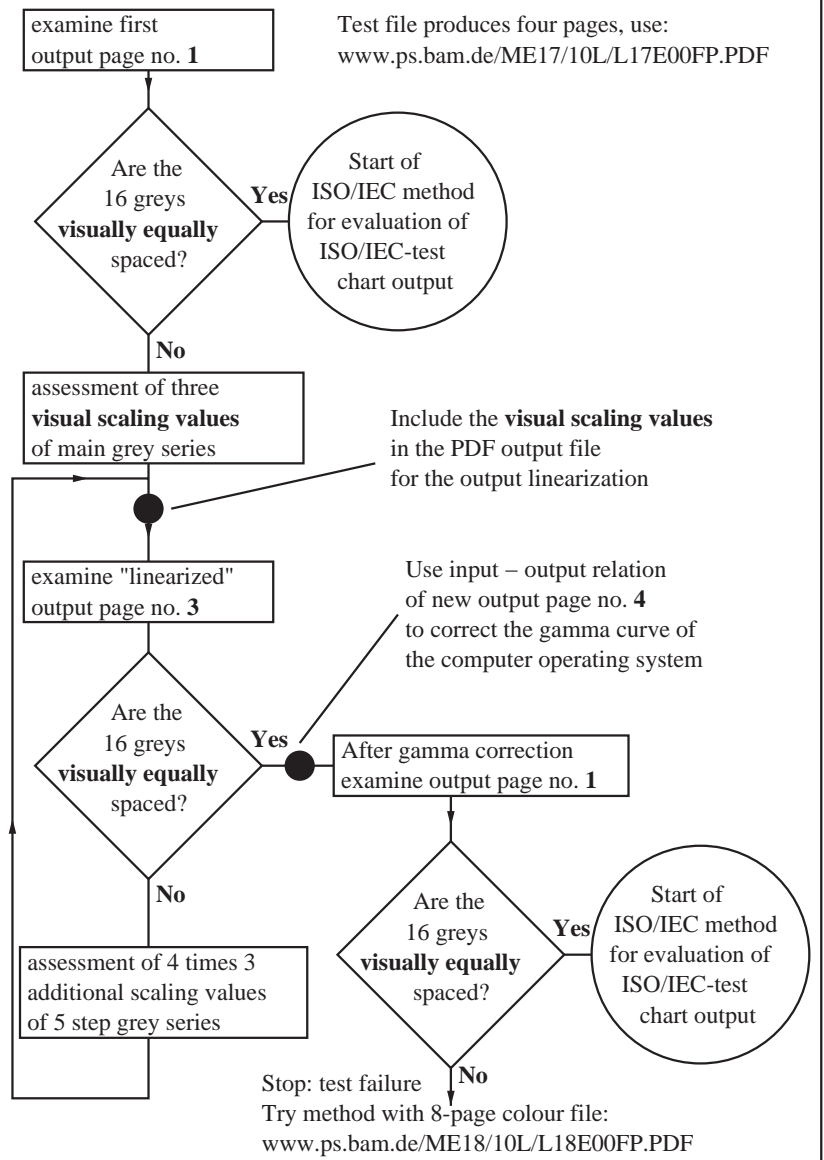 examine first
output page no. 1
Test file produces four pages, use:
www.ps.bam.de/ME17/10L/L17E00FP.PDF
Are the
16 greys
visually equally
spaced?
Yes
Start of
ISO/IEC method
for evaluation of
ISO/IEC-test
chart output
No
assessment of three
visual scaling values
of main grey series
Include the visual scaling values
in the PDF output file
for the output linearization
examine "linearized"
output page no. 3
Use input – output relation
of new output page no. 4
to correct the gamma curve of
the computer operating system
Are the
16 greys
visually equally
spaced?
Yes
After gamma correction
examine output page no. 1
No
assessment of 4 times 3
additional scaling values
of 5 step grey series
Are the
16 greys
visually equally
spaced?
Yes
Start of
ISO/IEC method
for evaluation of
ISO/IEC-test
chart output
No
Stop: test failure
Try method with 8-page colour file:
www.ps.bam.de/ME18/10L/L18E00FP.PDF